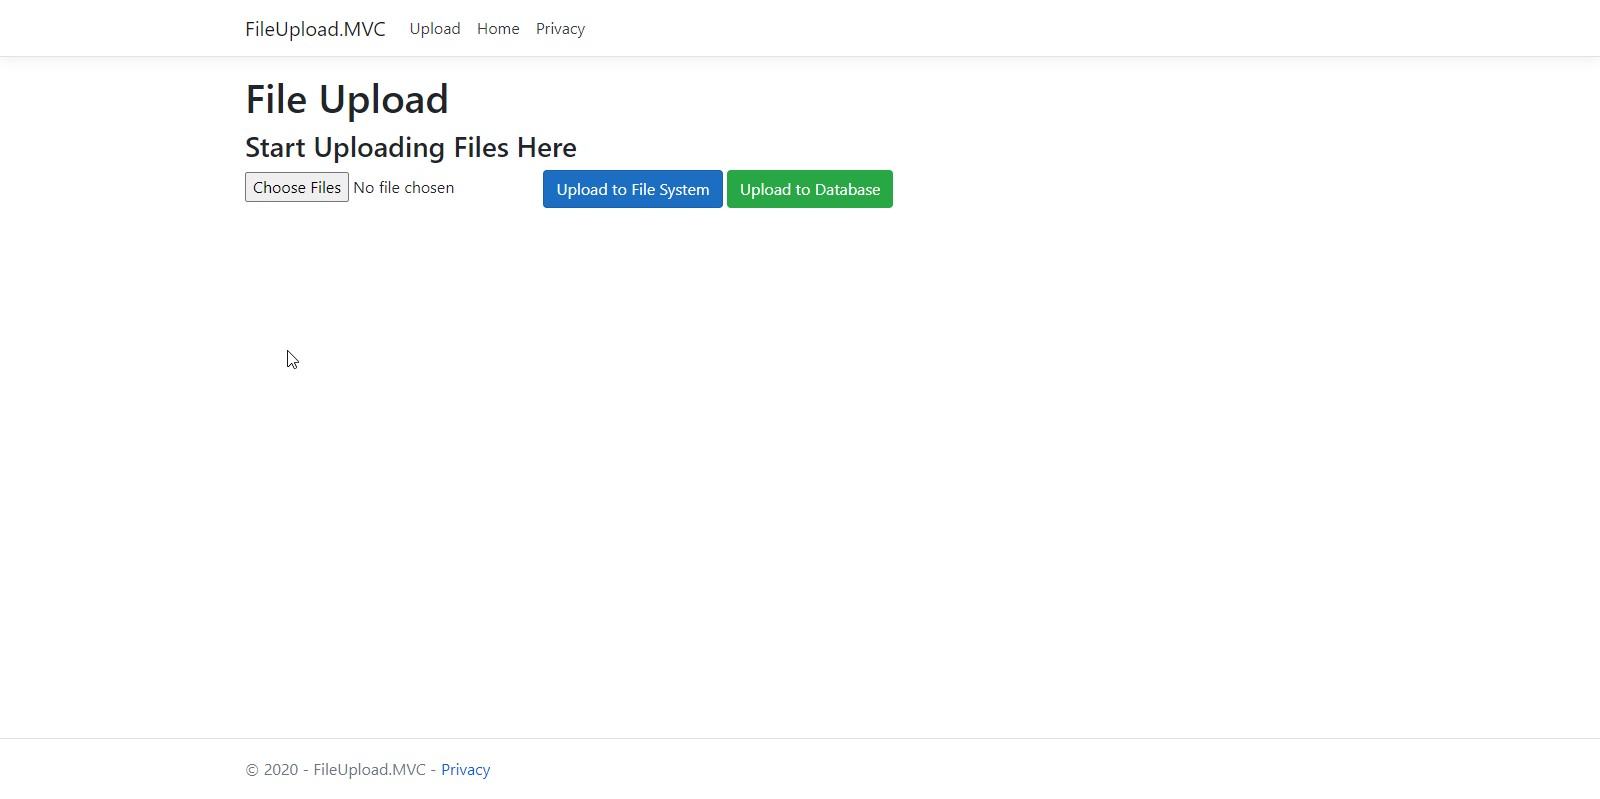 FileUpload.MVC Upload Home Privacy
File Upload
Start Uploading Files Here
Choose Files No file chosen Upload to File System Upload to Database
© 2020 - FileUpload.MVC - Privacy